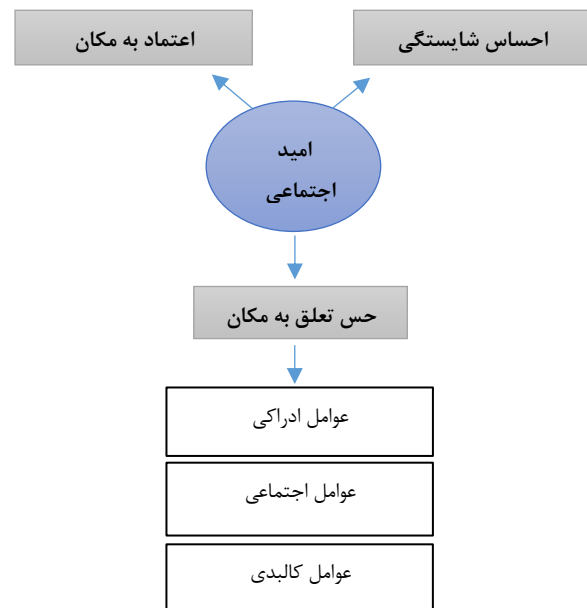 احساس شایستگی
اعتماد به مکان
امید
اجتماعی
حس تعلق به مکان
عوامل ادراکی
عوامل اجتماعی
عوامل کالبدی